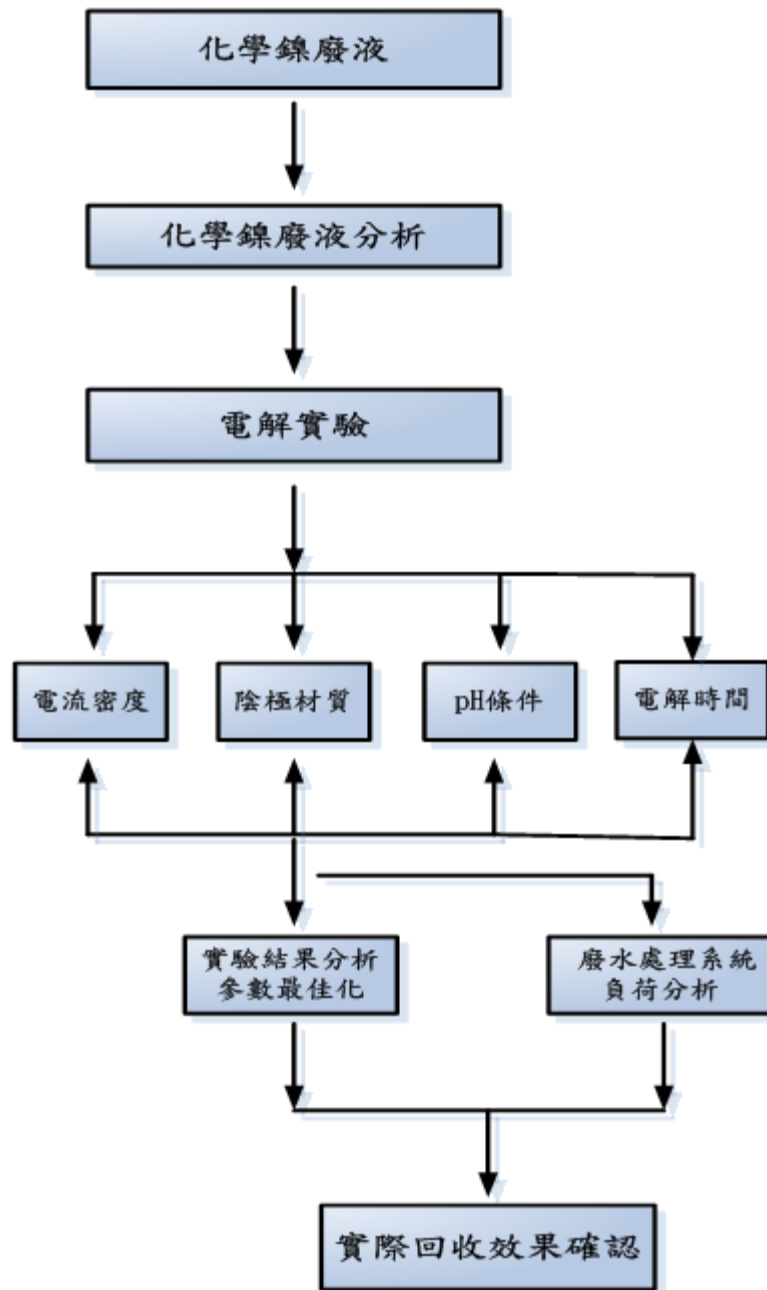 化學鎳廢液
化學鎳廢液分析
電解實驗
電流密度
陰極材質
pH條件
電解時間
實驗結果分析
參數最佳化
廢水處理系統
負荷分析
實際回收效果確認